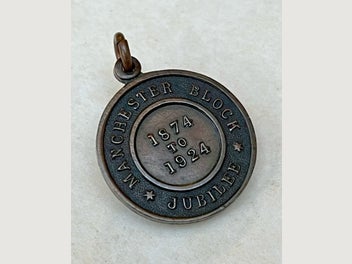 MANCHESTER BLOCK
JUBILEE
1874
TO
1924